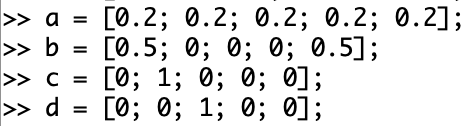 >> a = [0.2; 0.2; 0.2; 0.2; 0.2];
>> b = [0.5; 0; 0; 0; 0.5];
>> c = [0; 1; 0; 0; 0];
>> d = [0; 0; 1; 0; 0];